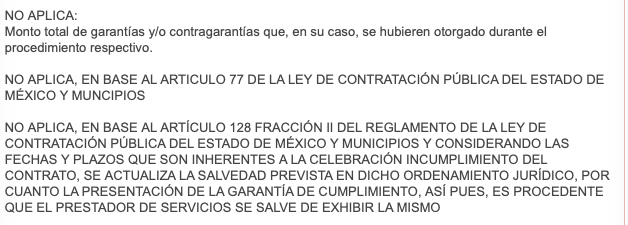 NO APLICA:
Monto total de garantías y/o contragarantías que, en su caso, se hubieren otorgado durante el
procedimiento respectivo.
NO APLICA, EN BASE AL ARTICULO 77 DE LA LEY DE CONTRATACIÓN PÚBLICA DEL ESTADO DE
MÉXICO Y MUNCIPIOS
NO APLICA, EN BASE AL ARTÍCULO 128 FRACCIÓN II DEL REGLAMENTO DE LA LEY DE
CONTRATACIÓN PÚBLICA DEL ESTADO DE MÉXICO Y MUNICIPIOS Y CONSIDERANDO LAS
FECHAS Y PLAZOS QUE SON INHERENTES A LA CELEBRACIÓN INCUMPLIMIENTO DEL
CONTRATO, SE ACTUALIZA LA SALVEDAD PREVISTA EN DICHO ORDENAMIENTO JURÍDICO, POR
CUANTO LA PRESENTACIÓN DE LA GARANTÍA DE CUMPLIMIENTO, ASÍ PUES, ES PROCEDENTE
QUE EL PRESTADOR DE SERVICIOS SE SALVE DE EXHIBIR LA MISMO